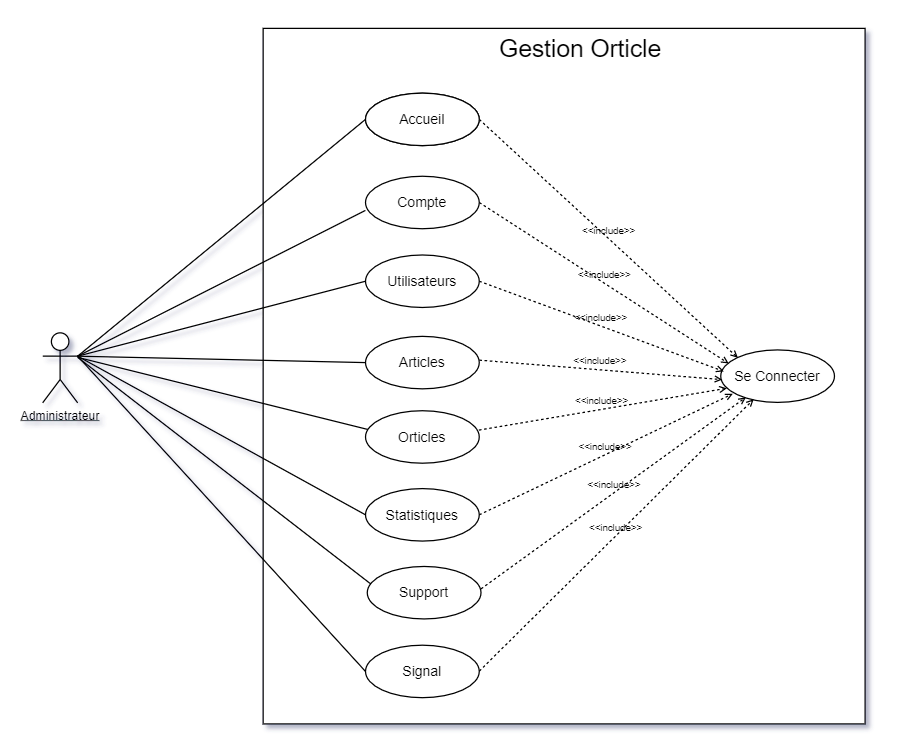 Gestion Orticle
Accueil
Compte
<<include>>
Utilisateurs
<<include>>
<<include>>
Articles
<<include>>
Se Connecter
Administrateur
<<include>>
Orticles
<<include>>
Statistiques
<<include>>
<<include>>
Support
Signal